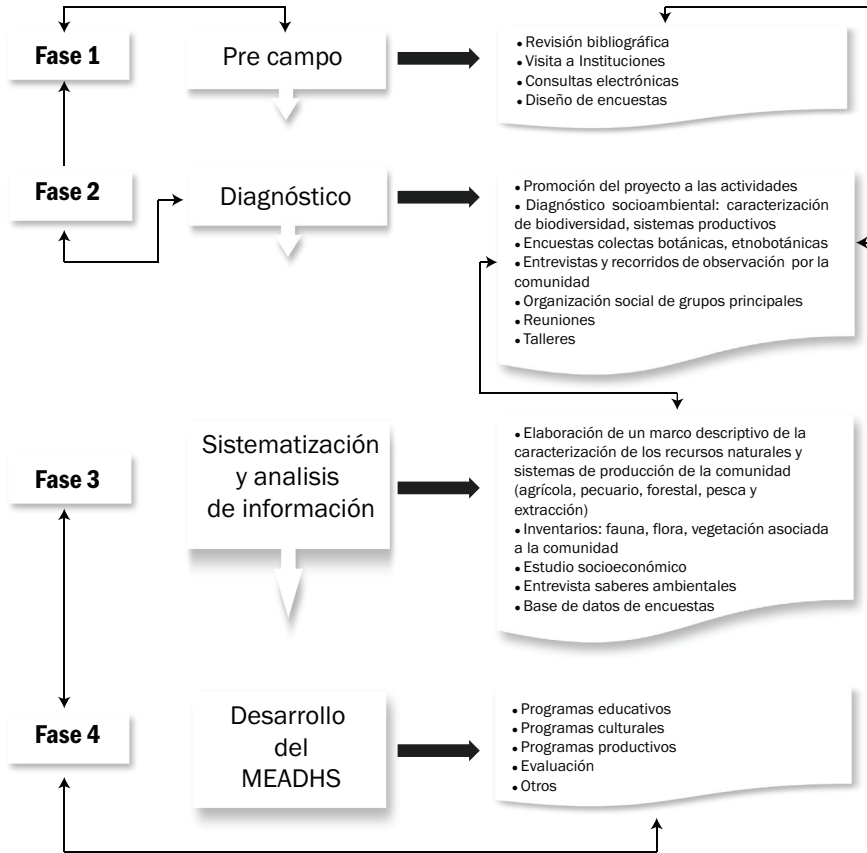 Fase 1
Pre campo
• Revisión bibliográfica
• Visita a Instituciones
• Consultas electrónicas
• Diseño de encuestas
Fase 2
Diagnóstico
• Promoción del proyecto a las actividades
• Diagnóstico socioambiental: caracterización
de biodiversidad, sistemas productivos
• Encuestas colectas botánicas, etnobotánicas
• Entrevistas y recorridos de observación por la
comunidad
• Organización social de grupos principales
• Reuniones
• Talleres
Fase 3
Sistematización
y analisis
de información
• Elaboración de un marco descriptivo de la
caracterización de los recursos naturales y
sistemas de producción de la comunidad
(agrícola, pecuario, forestal, pesca y
extracción)
• Inventarios: fauna, flora, vegetación asociada
a la comunidad
• Estudio socioeconómico
• Entrevista saberes ambientales
• Base de datos de encuestas
Fase 4
Desarrollo
del
MEADHS
• Programas educativos
• Programas culturales
• Programas productivos
• Evaluación
• Otros